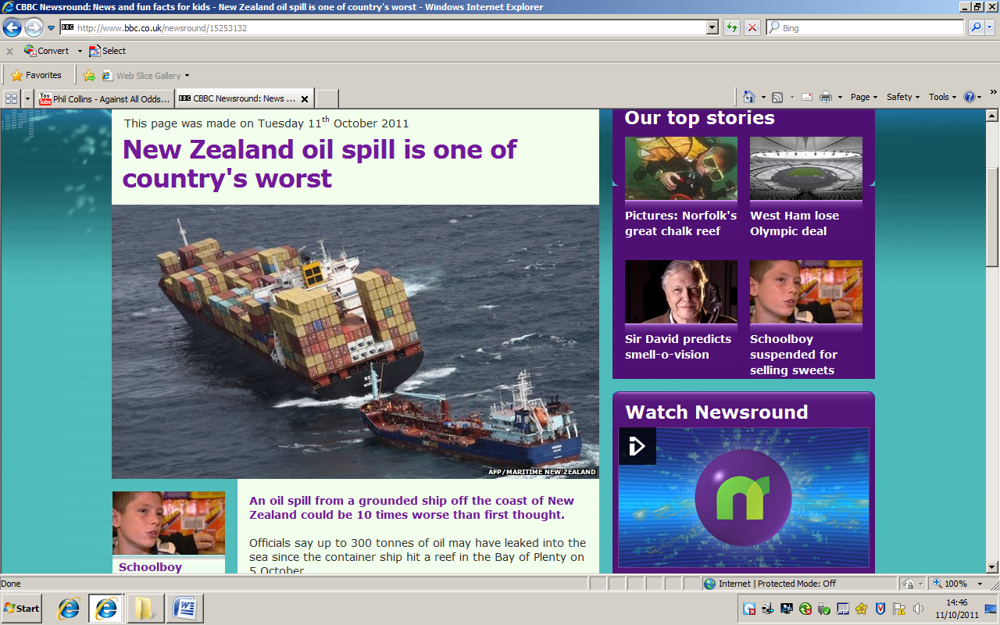 CBBC Newsround: News and fun facts for kids - New Zealand oil spill is one of country's worst - Windows Internet Explorer
BBC http://www.bbc.co.uk/newsround/15253132
Bing
Convert Select
Favorites Web Slice Gallery
You Tube Phil Collins - Against All Odds...
BBC CBBC Newsround: News ...
Page Safety Tools
This page was made on Tuesday 11th October 2011
New Zealand oil spill is one of
country's worst
AFP/MARITIME NEW ZEALAND
An oil spill from a grounded ship off the coast of New
Zealand could be 10 times worse than first thought.
Officials say up to 300 tonnes of oil may have leaked into the
sea since the container ship hit a reef in the Bay of Plenty on
5 October
Schoolboy
Our top stories
Pictures: Norfolk's
great chalk reef
West Ham lose
Olympic deal
Sir David predicts
smell-o-vision
Schoolboy
suspended for
selling sweets
Watch Newsround
Done
Internet | Protected Mode: Off
100%
Start
14:46
11/10/2011